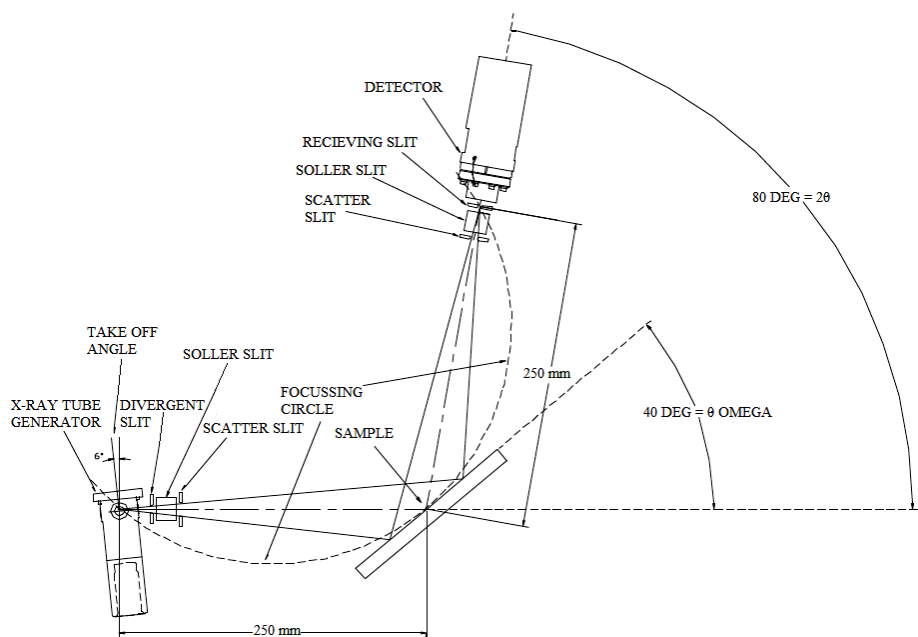 DETECTOR
RECIEVING SLIT
SOLLER SLIT
SCATTER
SLIT
80 DEG = 2θ
TAKE OFF
ANGLE
SOLLER SLIT
X-RAY TUBE
GENERATOR
DIVERGENT
SLIT
SCATTER SLIT
FOCUSSING
CIRCLE
SAMPLE
250 mm
40 DEG = θ OMEGA
6°
250 mm